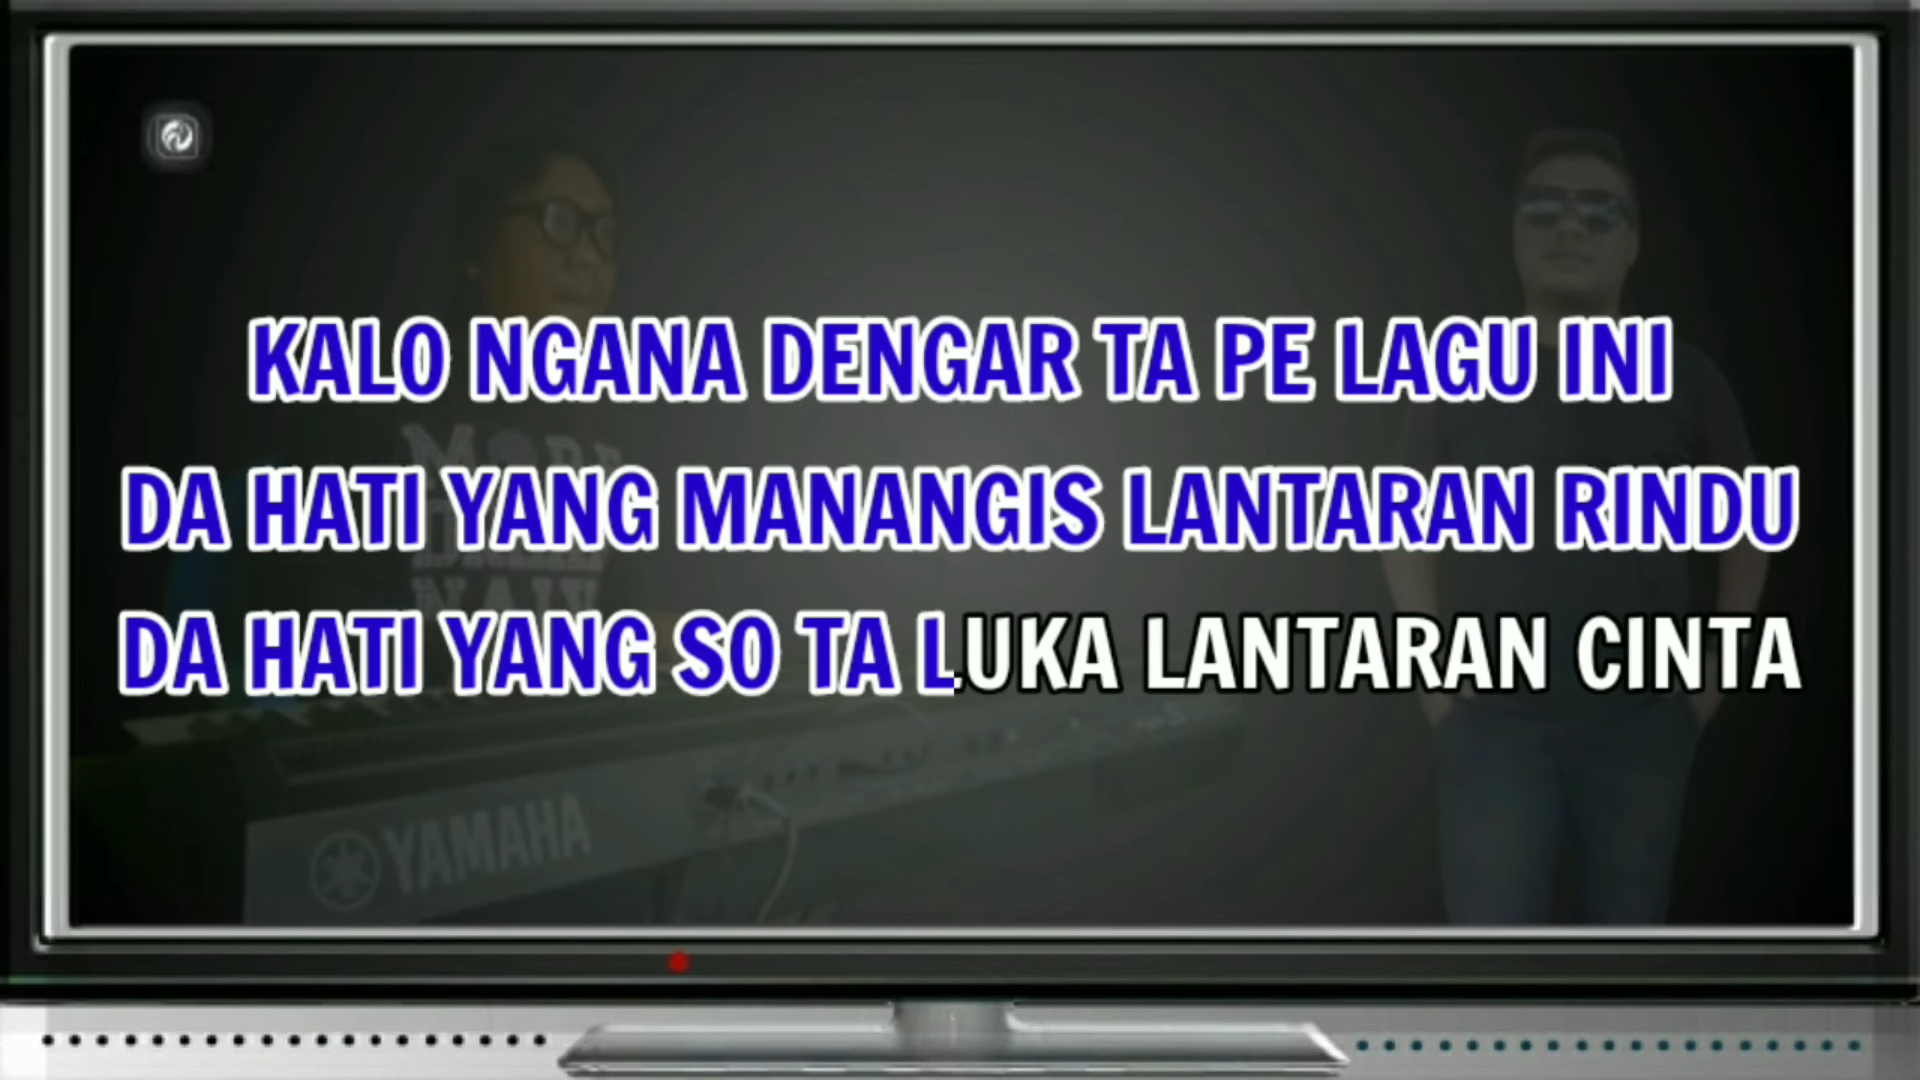 KALO NGANA DENGAR TA PE LAGU INI
DA HATI YANG MANANGIS LANTARAN RINDU
DA HATI YANG SO TA LUKA LANTARAN CINTA
YAMAHA